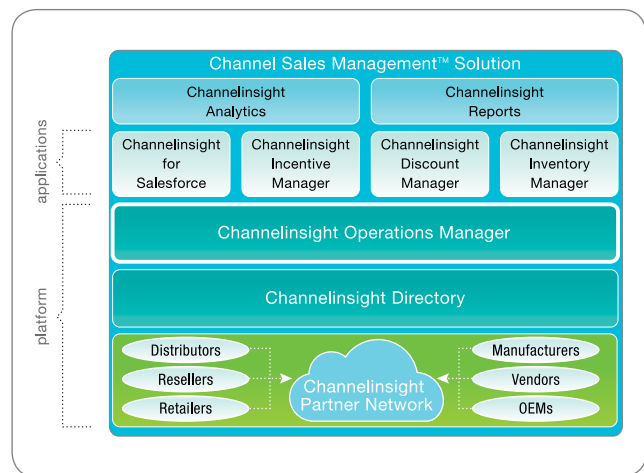 Channel Sales Management™ Solution
Channelinsight
Analytics
Channelinsight
Reports
applications
Channelinsight
for
Salesforce
Channelinsight
Incentive
Manager
Channelinsight
Discount
Manager
Channelinsight
Inventory
Manager
platform
Channelinsight Operations Manager
Channelinsight Directory
Distributors
Resellers
Retailers
Channelinsight
Partner Network
Manufacturers
Vendors
OEMs